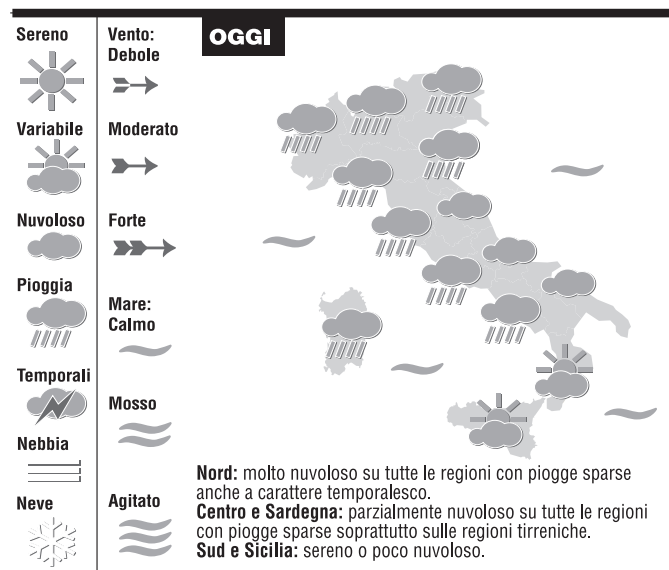 Sereno
Variabile
Nuvoloso
Pioggia
Temporali
Nebbia
Neve
Vento:
Debole
Moderato
Forte
Mare:
Calmo
Mosso
Agitato
OGGI
Nord: molto nuvoloso su tutte le regioni con piogge sparse
anche a carattere temporalesco.
Centro e Sardegna: parzialmente nuvoloso su tutte le regioni
con piogge sparse soprattutto sulle regioni tirreniche.
Sud e Sicilia: sereno o poco nuvoloso.